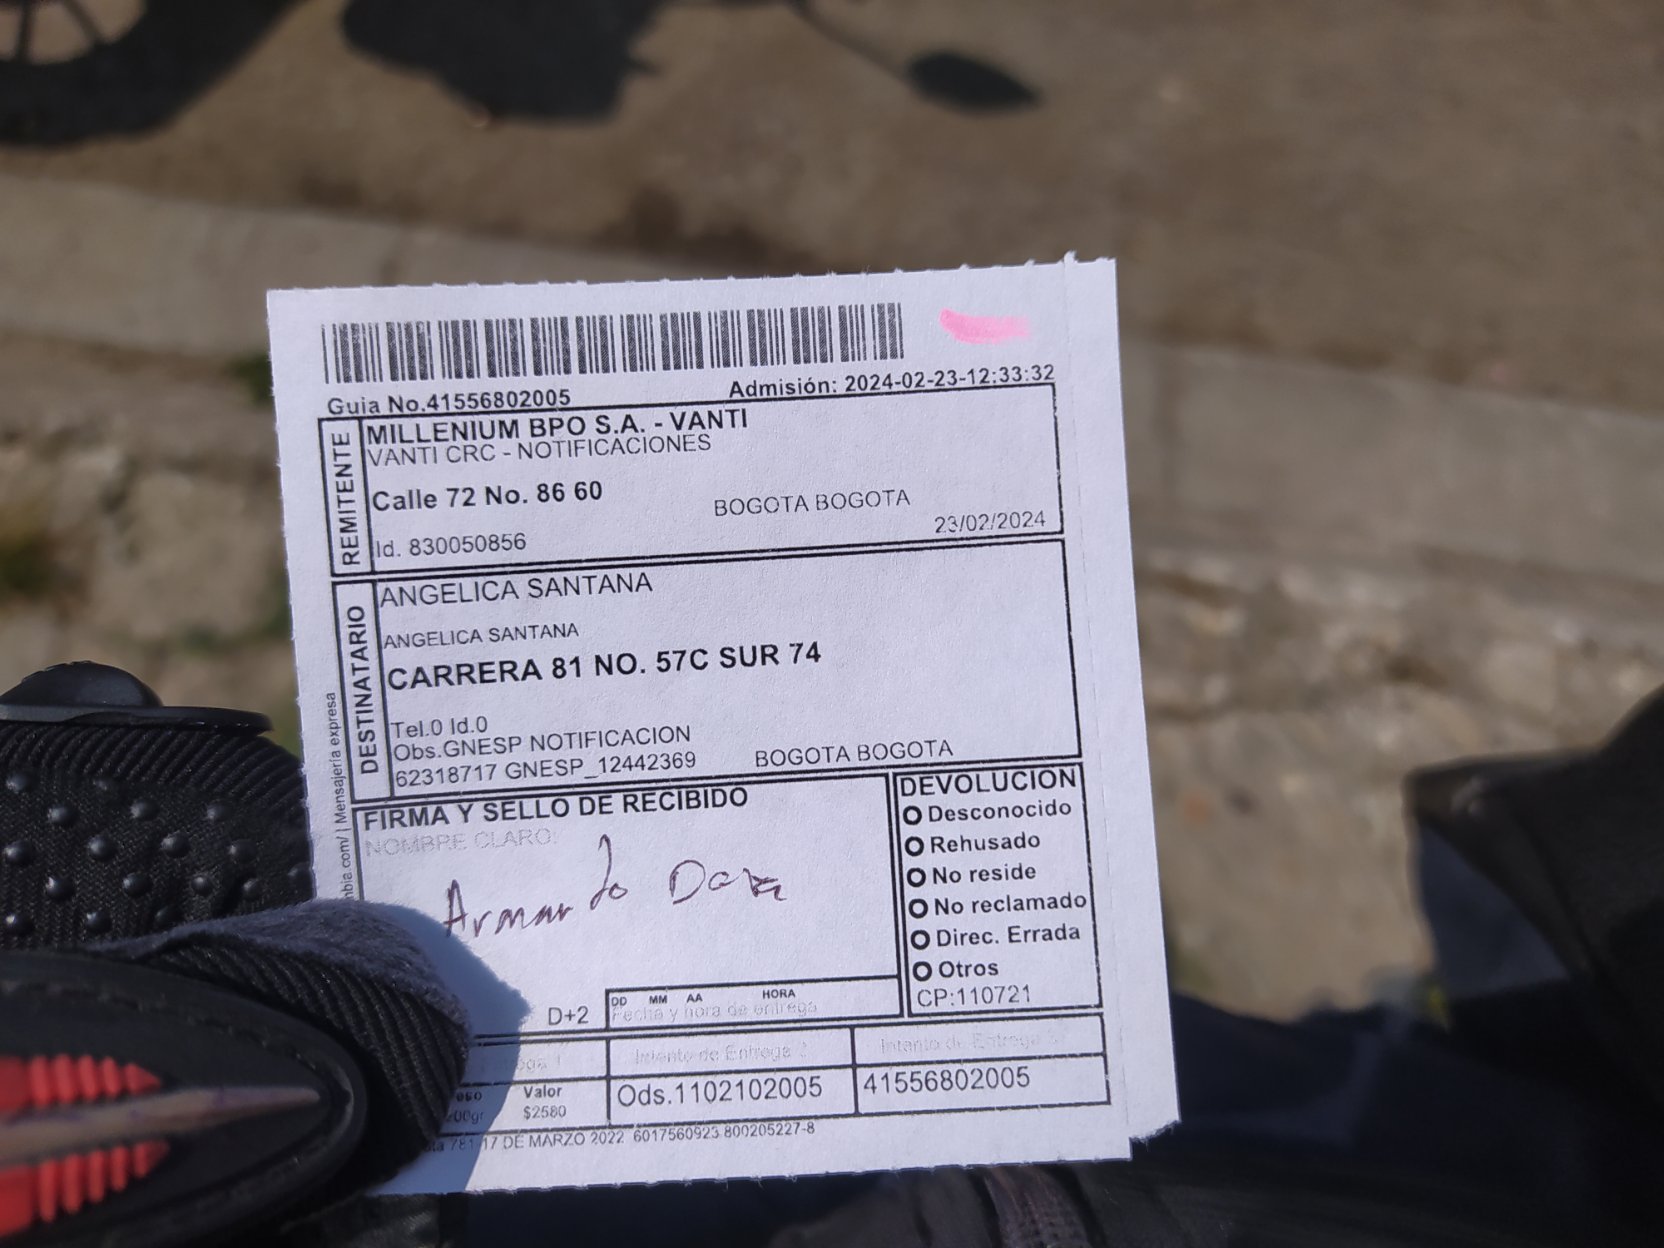 Guia No.41556802005
Admisión: 2024-02-23-12:33:32
REMITENTE
MILLENIUM BPO S.A. - VANTI
VANTI CRC - NOTIFICACIONES
Calle 72 No. 86 60
BOGOTA BOGOTA
23/02/2024
Id. 830050856
DESTINATARIO
ANGELICA SANTANA
ANGELICA SANTANA
CARRERA 81 NO. 57C SUR 74
Tel.0 Id.0
Obs.GNESP NOTIFICACION
62318717 GNESP_12442369
BOGOTA BOGOTA
mbia.com/ | Mensajería expresa
FIRMA Y SELLO DE RECIBIDO
NOMBRE CLARO:
Armando
D+2
DD MM AA HORA
Fecha y hora de entrega
DEVOLUCION
Desconocido
Rehusado
No reside
No reclamado
Direc. Errada
Otros
CP:110721
Intento de Entrega 2
Intento de Entrega
Valor
$2580
Ods.1102102005
41556802005
781 17 DE MARZO 2022 6017560923 800205227-8